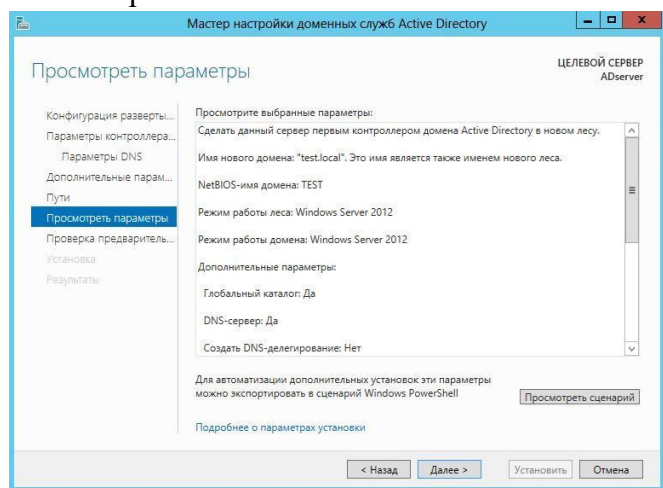 Мастер настройки доменных служб Active Directory
Просмотреть параметры
ЦЕЛЕВОЙ СЕРВЕР
ADserver
Конфигурация разверты...
Параметры контроллера...
Параметры DNS
Дополнительные парам...
Пути
Просмотреть параметры
Проверка предваритель...
Установка
Результаты
Просмотрите выбранные параметры:
Сделать данный сервер первым контроллером домена Active Directory в новом лесу.
Имя нового домена: "test.local". Это имя является также именем нового леса.
NetBIOS-имя домена: TEST
Режим работы леса: Windows Server 2012
Режим работы домена: Windows Server 2012
Дополнительные параметры:
Глобальный каталог: Да
DNS-сервер: Да
Создать DNS-делегирование: Нет
Для автоматизации дополнительных установок эти параметры
можно экспортировать в сценарий Windows PowerShell
Просмотреть сценарий
Подробнее о параметрах установки
< Назад
Далее >
Установить
Отмена